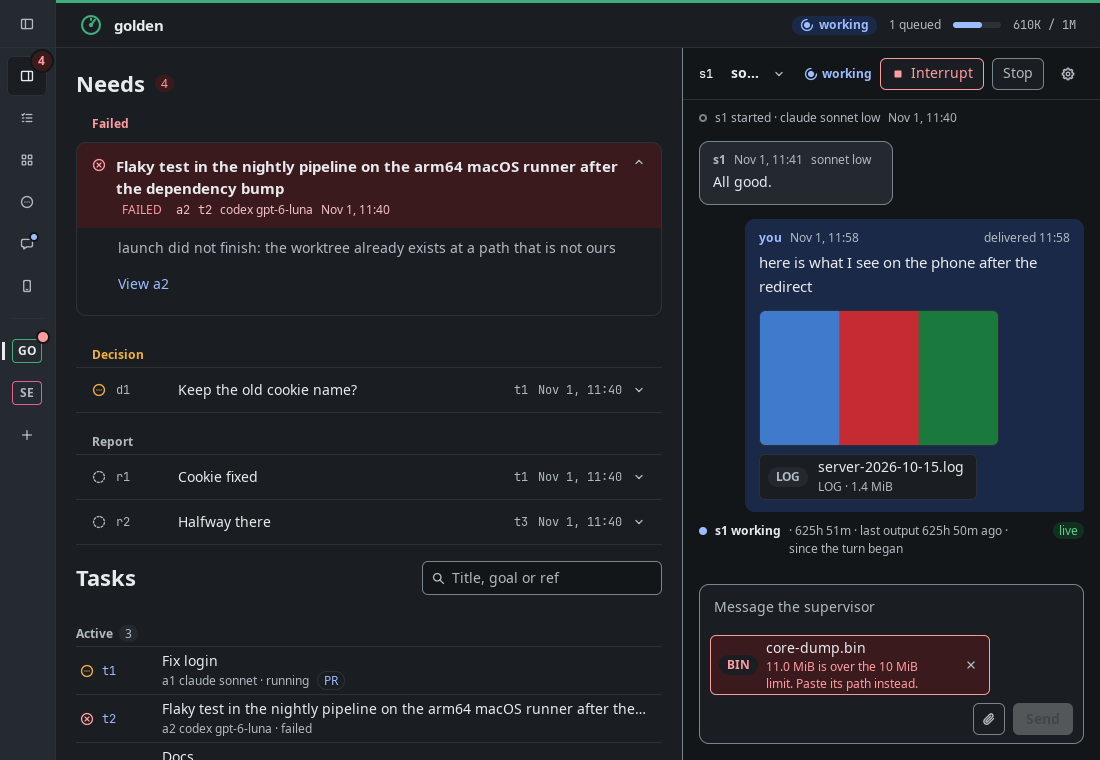 golden
working
1 queued
610K / 1M
4
GO
SE
Needs 4
Failed
Flaky test in the nightly pipeline on the arm64 macOS runner after
the dependency bump
FAILED a2 t2 codex gpt-6-luna Nov 1, 11:40
launch did not finish: the worktree already exists at a path that is not ours
View a2
Decision
d1 Keep the old cookie name? t1 Nov 1, 11:40
Report
r1 Cookie fixed t1 Nov 1, 11:40
r2 Halfway there t3 Nov 1, 11:40
Tasks
Title, goal or ref
Active 3
t1 Fix login
a1 claude sonnet · running PR
t2 Flaky test in the nightly pipeline on the arm64 macOS runner after the…
a2 codex gpt-6-luna · failed
Docs
s1 so… working Interrupt Stop
s1 started · claude sonnet low Nov 1, 11:40
s1 Nov 1, 11:41 sonnet low
All good.
you Nov 1, 11:58 delivered 11:58
here is what I see on the phone after the
redirect
LOG server-2026-10-15.log
LOG · 1.4 MiB
s1 working · 625h 51m · last output 625h 50m ago · live
since the turn began
Message the supervisor
BIN core-dump.bin
11.0 MiB is over the 10 MiB
limit. Paste its path instead.
Send